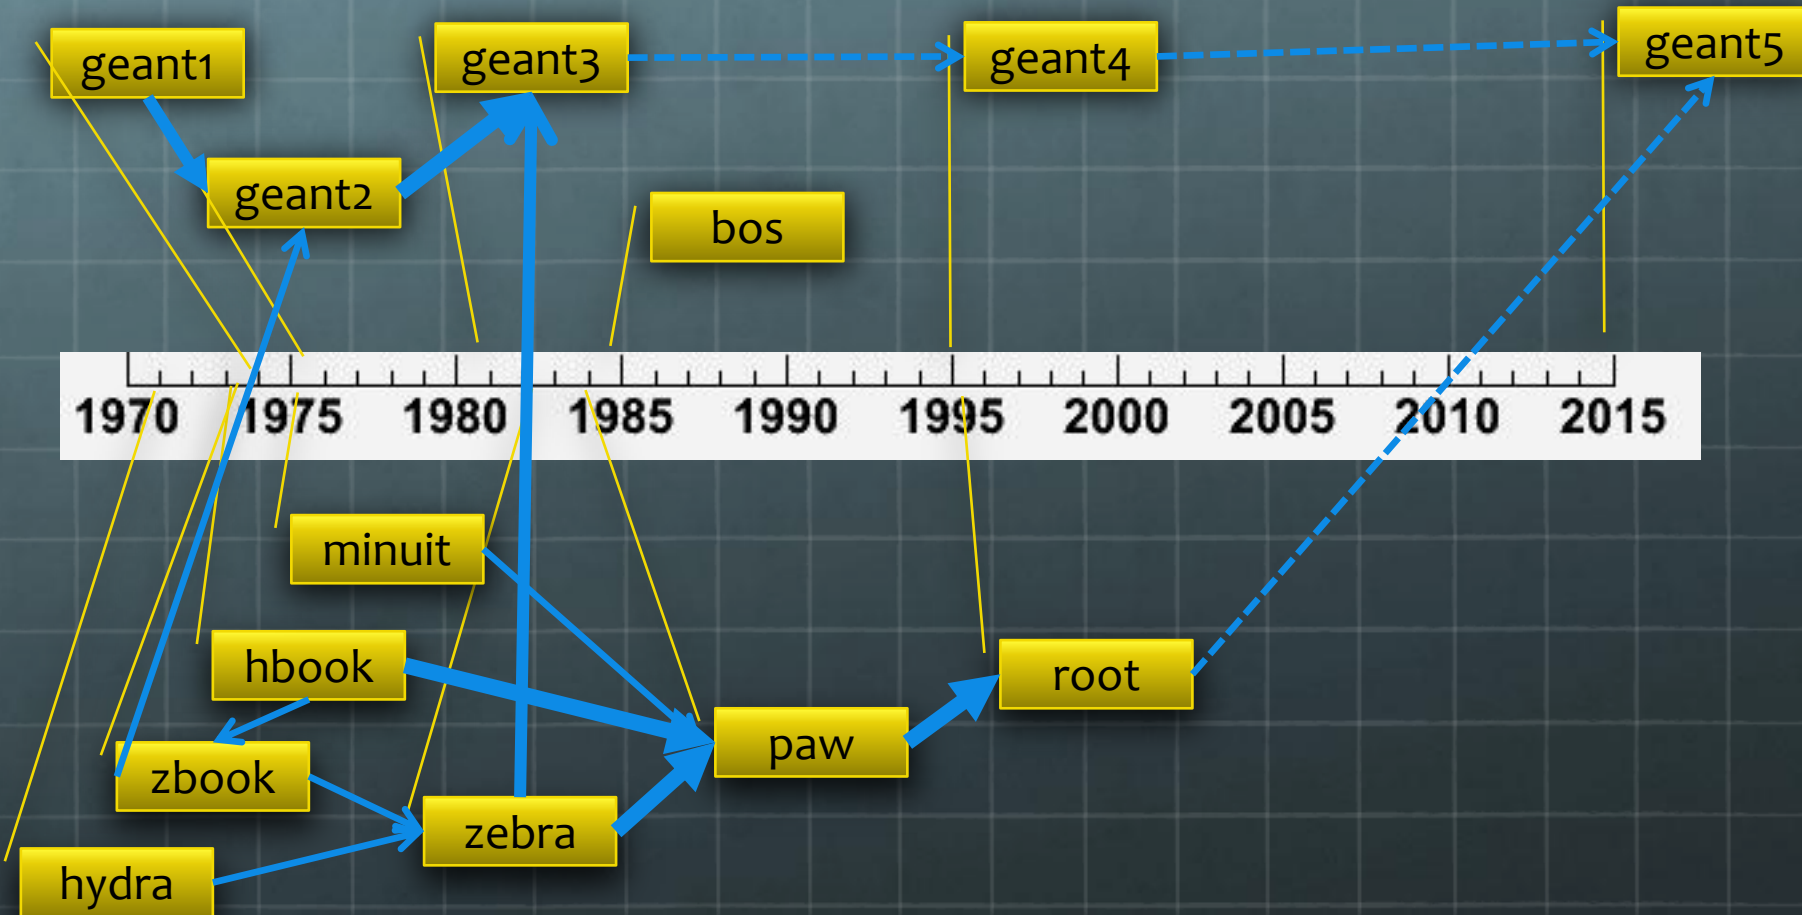 geant1
geant3
geant4
geant5
geant2
bos
1970 1975 1980 1985 1990 1995 2000 2005 2010 2015
minuit
hbook
root
paw
zbook
zebra
hydra